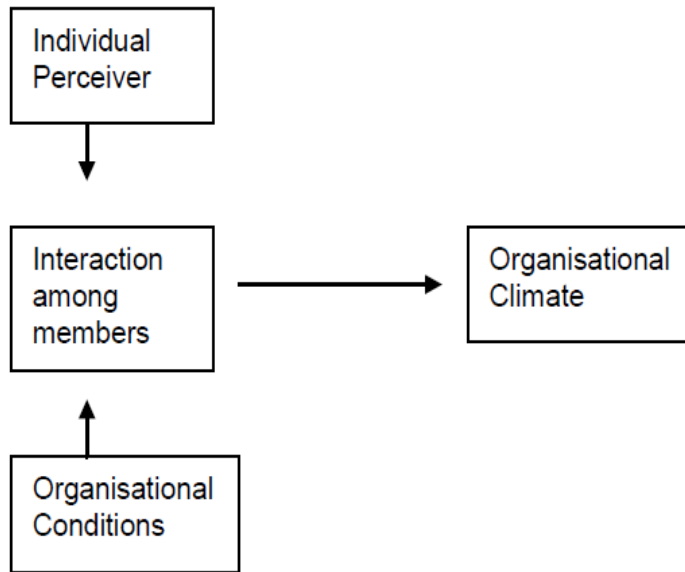 Individual
Perceiver
Interaction
among
members
Organisational
Climate
Organisational
Conditions